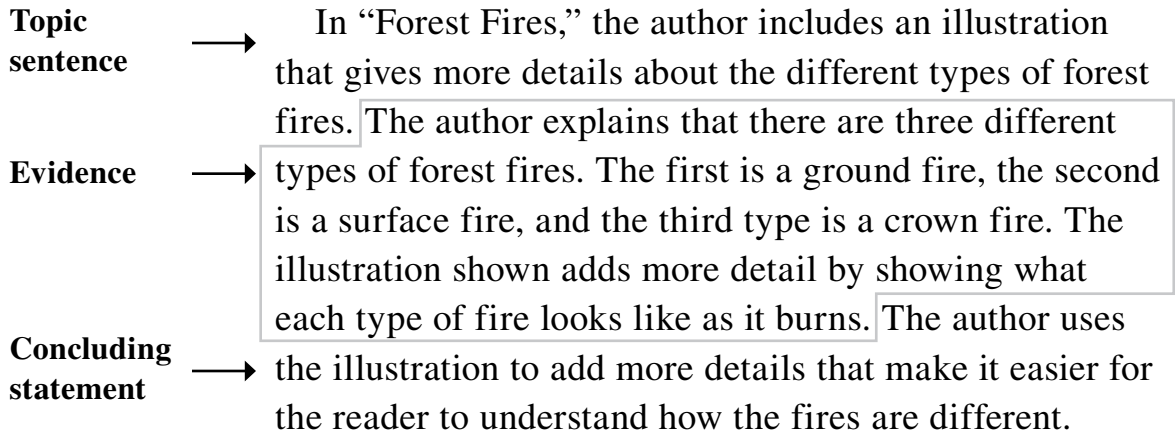 Topic
sentence
In “Forest Fires,” the author includes an illustration
that gives more details about the different types of forest
fires. The author explains that there are three different
Evidence
types of forest fires. The first is a ground fire, the second
is a surface fire, and the third type is a crown fire. The
illustration shown adds more detail by showing what
each type of fire looks like as it burns. The author uses
Concluding
statement
the illustration to add more details that make it easier for
the reader to understand how the fires are different.